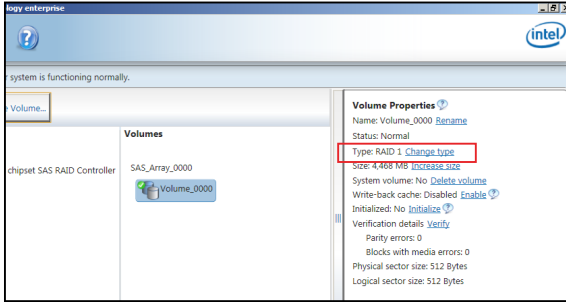 logy enterprise
?
intel
r system is functioning normally.
e Volume...
Volumes
chipset SAS RAID Controller
SAS_Array_0000
Volume_0000
Volume Properties ?
Name: Volume_0000 Rename
Status: Normal
Type: RAID 1 Change type
Size: 4,468 MB Increase size
System volume: No Delete volume
Write-back cache: Disabled Enable ?
Initialized: No Initialize ?
Verification details Verify
Parity errors: 0
Blocks with media errors: 0
Physical sector size: 512 Bytes
Logical sector size: 512 Bytes